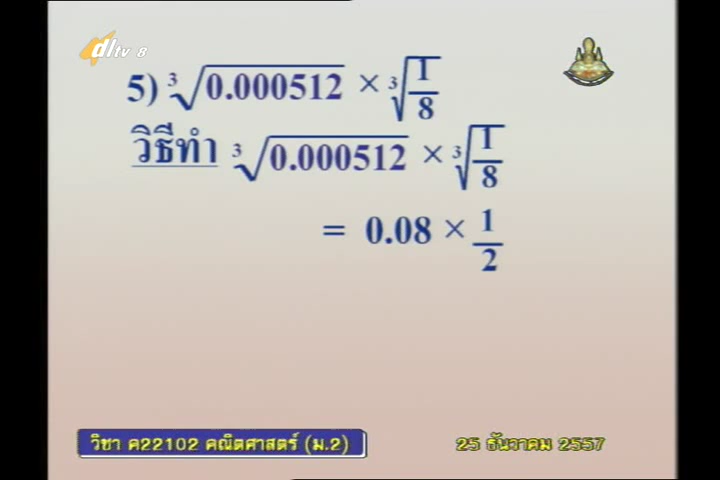 dltv 8
5) ∛0.000512 × ∛(1/8)
วิธีทำ ∛0.000512 × ∛(1/8)
= 0.08 × 1/2
วิชา ค22102 คณิตศาสตร์ (ม.2) 25 ธันวาคม 2557